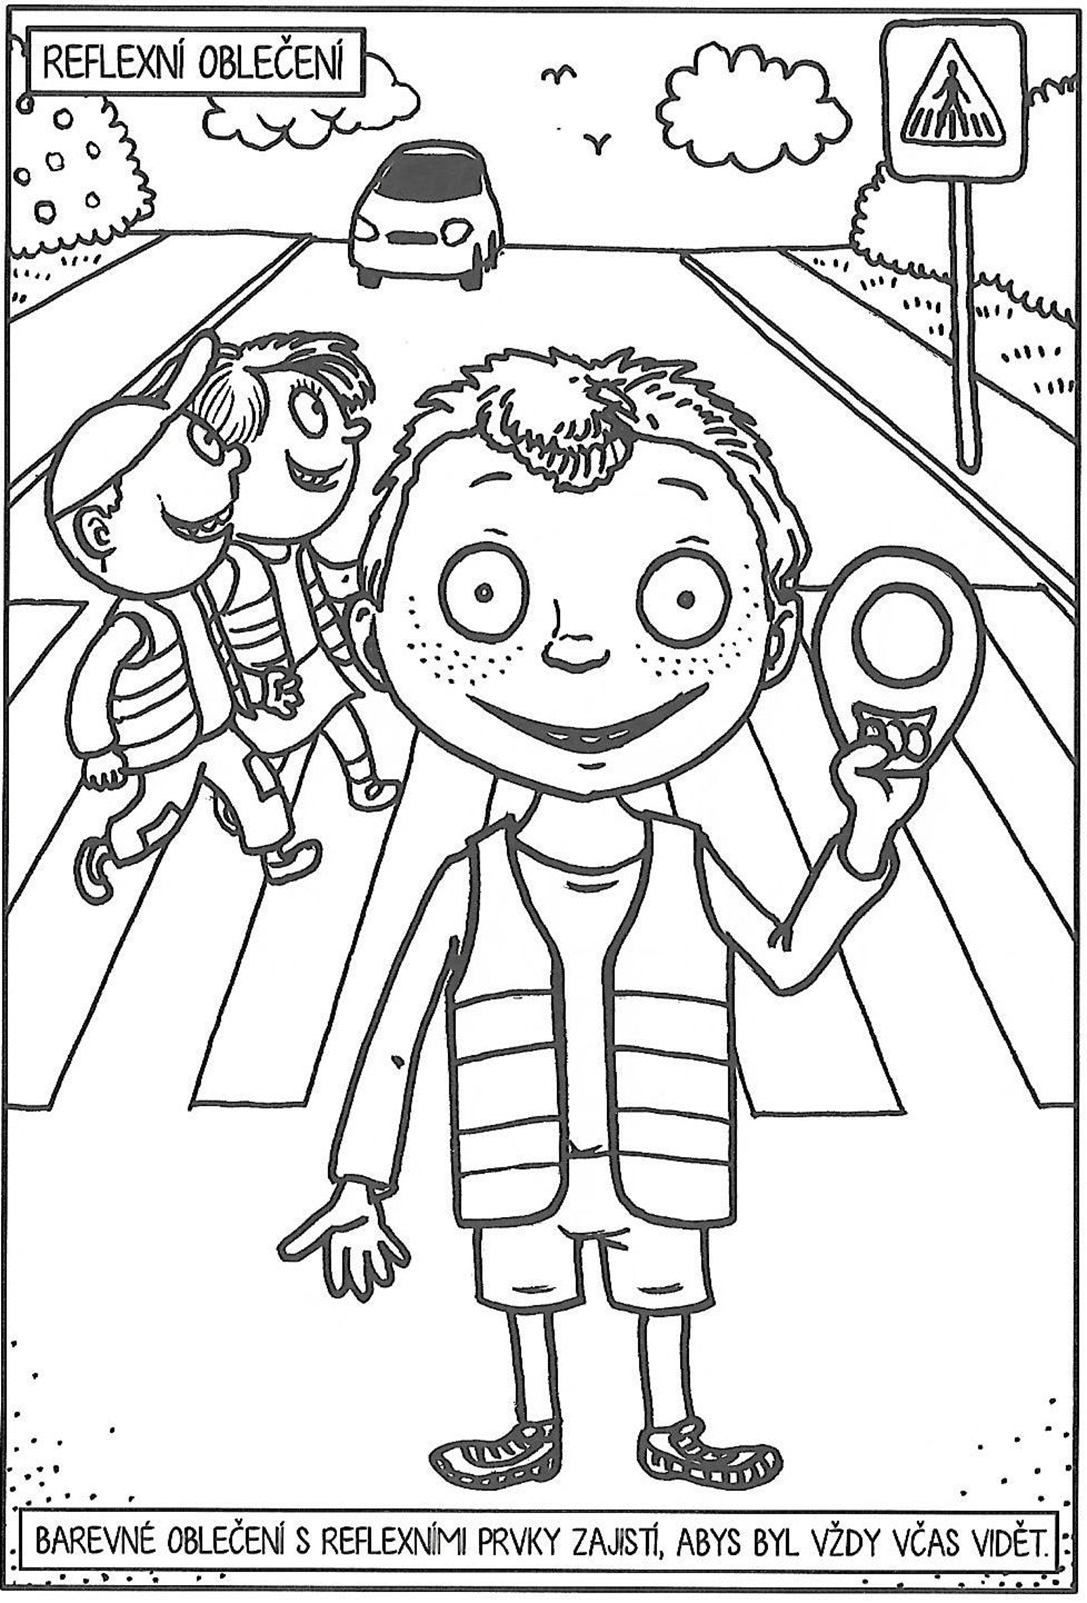 REFLEXNÍ OBLEČENÍ
BAREVNÉ OBLEČENÍ S REFLEXNÍMI PRVKY ZAJISTÍ, ABYS BYL VŽDY VČAS VIDĚT.